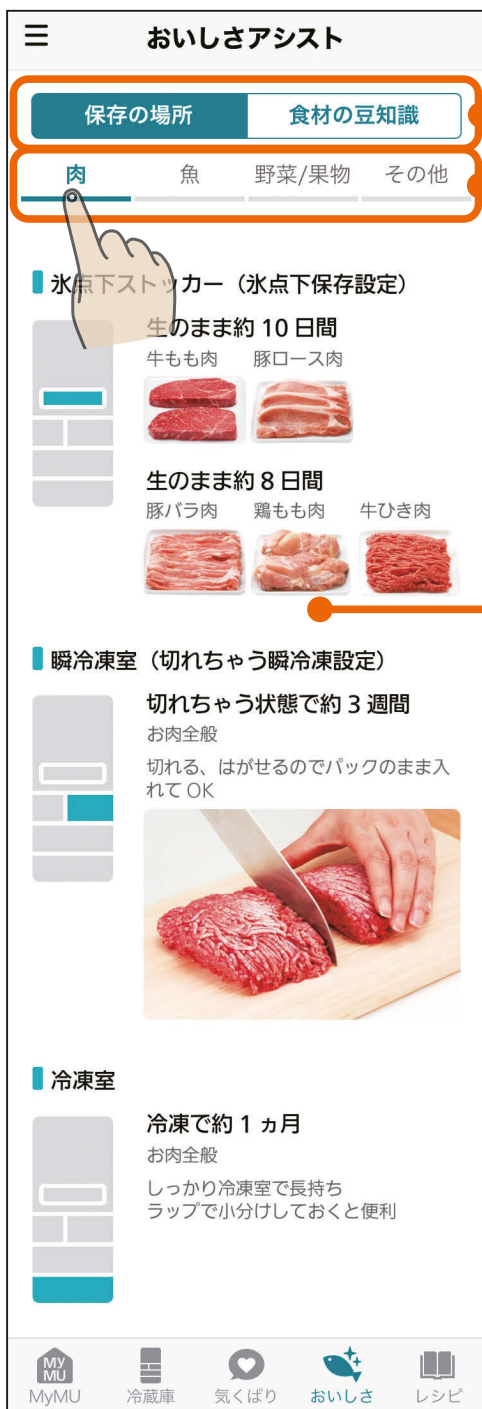 おいしさアシスト
保存の場所
食材の豆知識
肉
魚
野菜/果物
その他
氷点下ストッカー（氷点下保存設定）
生のまま約 10 日間
牛もも肉
豚ロース肉
生のまま約 8 日間
豚バラ肉
鶏もも肉
牛ひき肉
瞬冷凍室（切れちゃう瞬冷凍設定）
切れちゃう状態で約 3 週間
お肉全般
切れる、はがせるのでパックのまま入
れて OK
冷凍室
冷凍で約 1 ヵ月
お肉全般
しっかり冷凍室で長持ち
ラップで小分けしておくと便利
MY
MU
MyMU
冷蔵庫
気くばり
おいしさ
レシピ